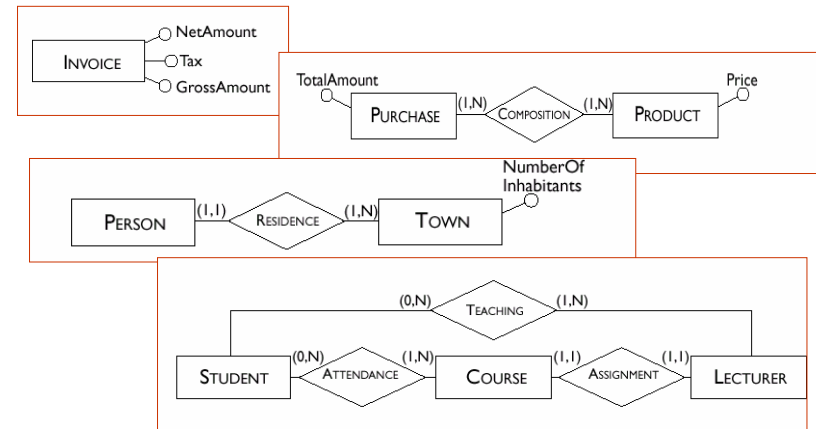 NetAmount
INVOICE
Tax
GrossAmount
TotalAmount
Price
PURCHASE
(1,N)
COMPOSITION
(1,N)
PRODUCT
NumberOf
Inhabitants
PERSON
(1,1)
RESIDENCE
(1,N)
TOWN
(0,N)
TEACHING
(1,N)
STUDENT
(0,N)
ATTENDANCE
(1,N)
COURSE
(1,1)
ASSIGNMENT
(1,1)
LECTURER